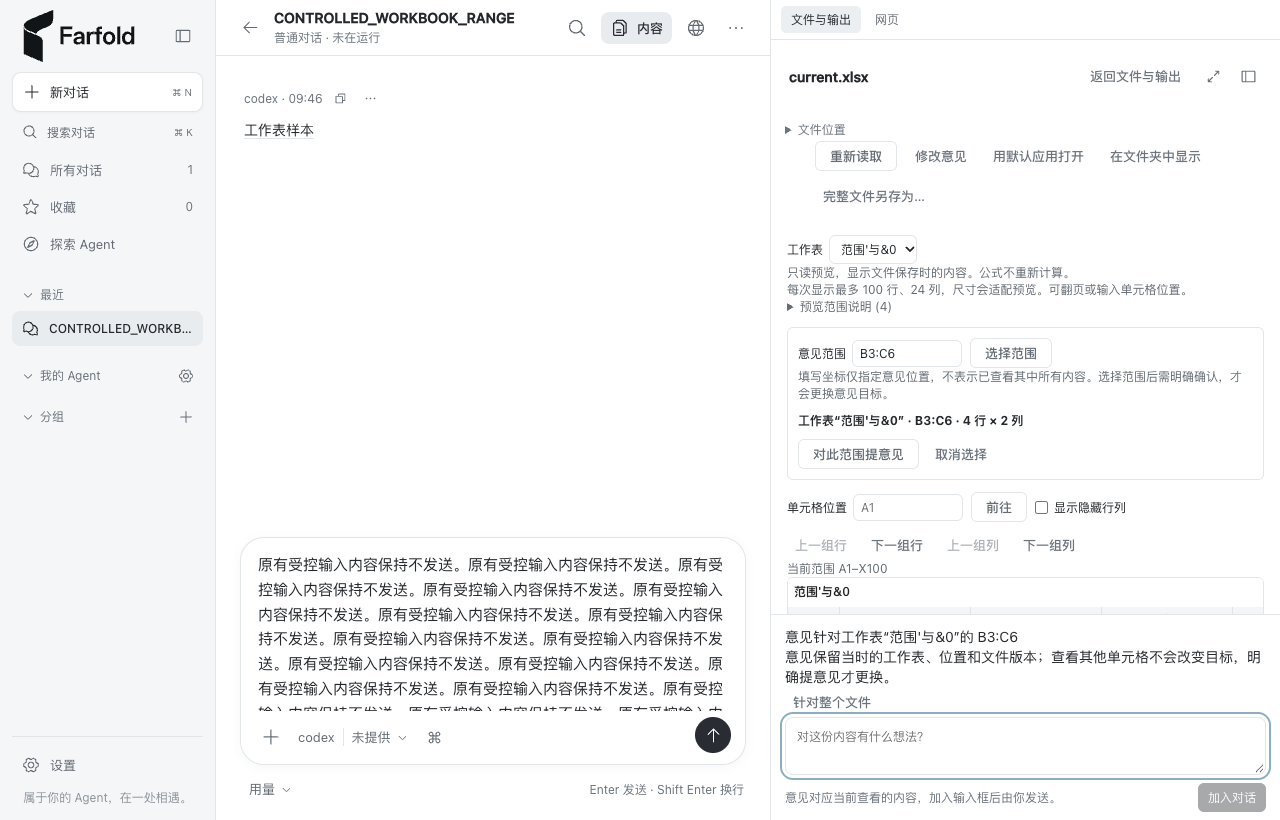 Farfold
新对话
⌘ N
搜索对话
⌘ K
所有对话
1
收藏
0
探索 Agent
最近
CONTROLLED_WORKB...
我的 Agent
分组
设置
属于你的 Agent，在一处相遇。
CONTROLLED_WORKBOOK_RANGE
普通对话 · 未在运行
内容
codex · 09:46
工作表样本
原有受控输入内容保持不发送。原有受控输入内容保持不发送。原有受
控输入内容保持不发送。原有受控输入内容保持不发送。原有受控输入
内容保持不发送。原有受控输入内容保持不发送。原有受控输入内容保
持不发送。原有受控输入内容保持不发送。原有受控输入内容保持不发
送。原有受控输入内容保持不发送。原有受控输入内容保持不发送。原
有受控输入内容保持不发送。原有受控输入内容保持不发送。原有受控
输入内容保持不发送。原有受控输入内容保持不发送。原有受控输入内
codex
未提供
⌘
用量
Enter 发送 · Shift Enter 换行
文件与输出
网页
current.xlsx
返回文件与输出
文件位置
重新读取
修改意见
用默认应用打开
在文件夹中显示
完整文件另存为...
工作表
范围'与&0
只读预览，显示文件保存时的内容。公式不重新计算。
每次显示最多 100 行、24 列，尺寸会适配预览。可翻页或输入单元格位置。
预览范围说明 (4)
意见范围
B3:C6
选择范围
填写坐标仅指定意见位置，不表示已查看其中所有内容。选择范围后需明确确认，才
会更换意见目标。
工作表“范围'与&0” · B3:C6 · 4 行 × 2 列
对此范围提意见
取消选择
单元格位置
A1
前往
显示隐藏行列
上一组行
下一组行
上一组列
下一组列
当前范围 A1–X100
范围'与&0
意见针对工作表“范围'与&0”的 B3:C6
意见保留当时的工作表、位置和文件版本；查看其他单元格不会改变目标，明
确提意见才更换。
针对整个文件
对这份内容有什么想法?
意见对应当前查看的内容，加入输入框后由你发送。
加入对话